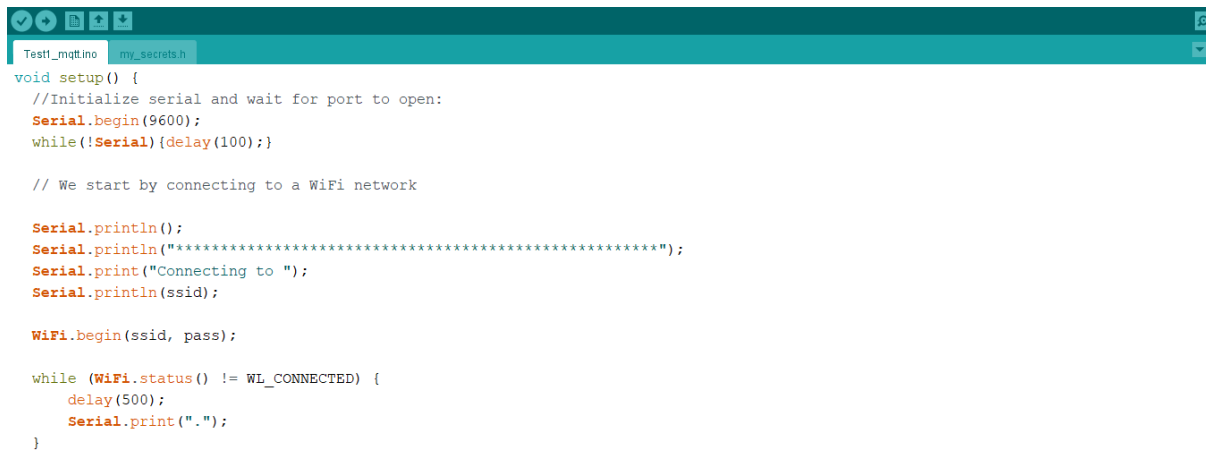 Test1_mqtt.ino
my_secrets.h
void setup() {
  //Initialize serial and wait for port to open:
  Serial.begin(9600);
  while(!Serial){delay(100);}
  // We start by connecting to a WiFi network
  Serial.println();
  Serial.println("******************************************************");
  Serial.print("Connecting to ");
  Serial.println(ssid);
  WiFi.begin(ssid, pass);
  while (WiFi.status() != WL_CONNECTED) {
      delay(500);
      Serial.print(".");
  }